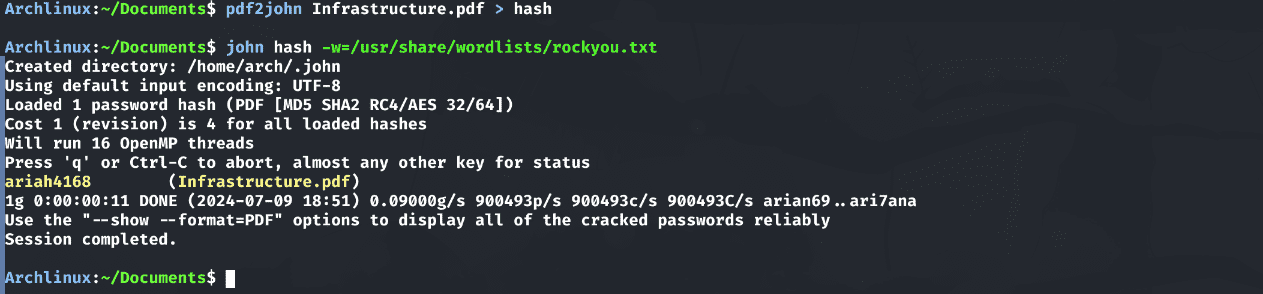 Archlinux:~/Documents$ pdf2john Infrastructure.pdf > hash
Archlinux:~/Documents$ john hash -w=/usr/share/wordlists/rockyou.txt
Created directory: /home/arch/.john
Using default input encoding: UTF-8
Loaded 1 password hash (PDF [MD5 SHA2 RC4/AES 32/64])
Cost 1 (revision) is 4 for all loaded hashes
Will run 16 OpenMP threads
Press 'q' or Ctrl-C to abort, almost any other key for status
ariah4168        (Infrastructure.pdf)
1g 0:00:00:11 DONE (2024-07-09 18:51) 0.09000g/s 900493p/s 900493c/s 900493C/s arian69..ari7ana
Use the "--show --format=PDF" options to display all of the cracked passwords reliably
Session completed.
Archlinux:~/Documents$